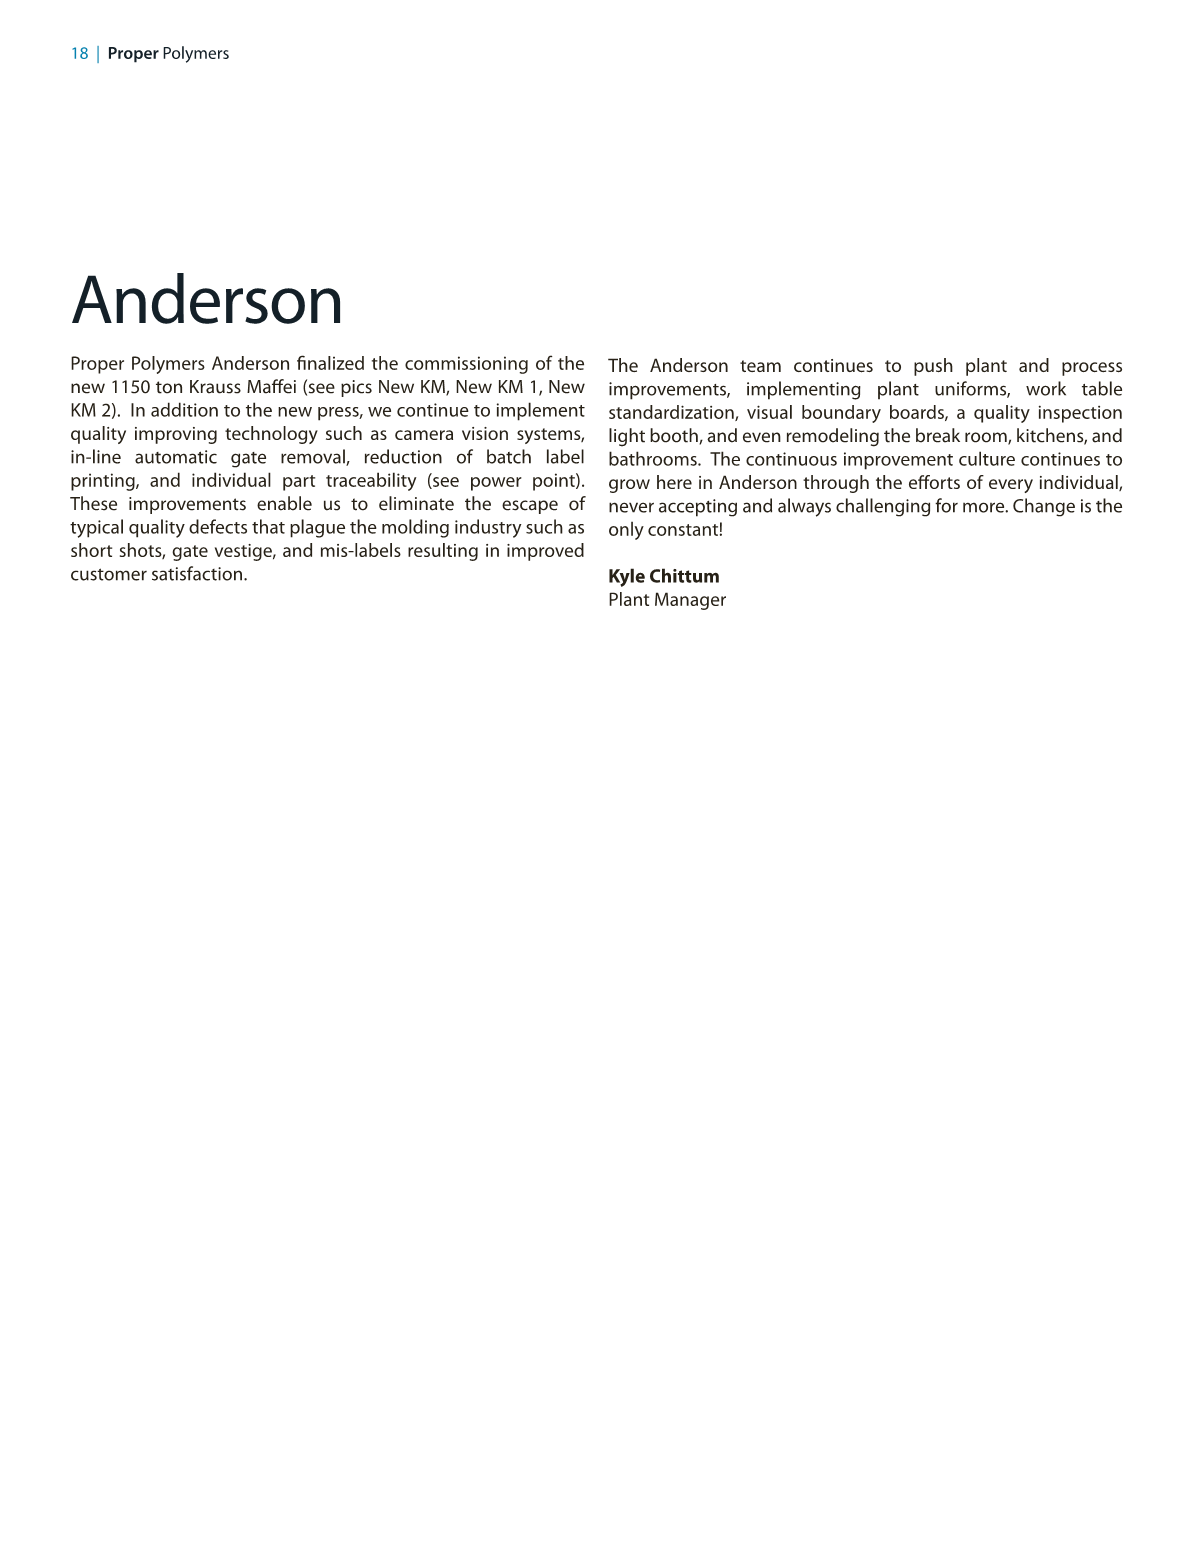 18 | Proper Polymers
Anderson
Proper Polymers Anderson finalized the commissioning of the
new 1150 ton Krauss Maffei (see pics New KM, New KM 1, New
KM 2).  In addition to the new press, we continue to implement
quality improving technology such as camera vision systems,
in-line automatic gate removal, reduction of batch label
printing, and individual part traceability (see power point).
These improvements enable us to eliminate the escape of
typical quality defects that plague the molding industry such as
short shots, gate vestige, and mis-labels resulting in improved
customer satisfaction.
The Anderson team continues to push plant and process
improvements, implementing plant uniforms, work table
standardization, visual boundary boards, a quality inspection
light booth, and even remodeling the break room, kitchens, and
bathrooms.  The continuous improvement culture continues to
grow here in Anderson through the efforts of every individual,
never accepting and always challenging for more. Change is the
only constant!
Kyle Chittum
Plant Manager